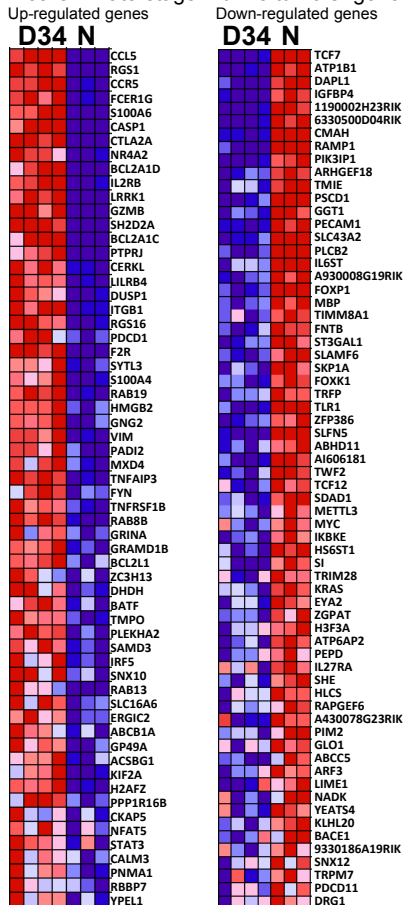 Up-regulated genes
D34 N
CCL5
RGS1
CCR5
FCER1G
S100A6
CASP1
CTLA2A
NR4A2
BCL2A1D
IL2RB
LRRK1
GZMB
SH2D2A
BCL2A1C
PTPRJ
CERKL
LILRB4
DUSP1
ITGB1
RGS16
PDCD1
F2R
SYTL3
S100A4
RAB19
HMGB2
GNG2
VIM
PADI2
MXD4
TNFAIP3
FYN
TNFRSF1B
RAB8B
GRINA
GRAMD1B
BCL2L1
ZC3H13
DHDH
BATF
TMPO
PLEKHA2
SAMD3
IRF5
SNX10
RAB13
SLC16A6
ERGIC2
ABCB1A
GP49A
ACSBG1
KIF2A
H2AFZ
PPP1R16B
CKAP5
NFAT5
STAT3
CALM3
PNMA1
RBBP7
YPEL1
Down-regulated genes
D34 N
TCF7
ATP1B1
DAPL1
IGFBP4
1190002H23RIK
6330500D04RIK
CMAH
RAMP1
PIK3IP1
ARHGEF18
TMIE
PSCD1
GGT1
PECAM1
SLC43A2
PLCB2
IL6ST
A930008G19RIK
FOXP1
MBP
TIMM8A1
FNTB
ST3GAL1
SLAMF6
SKP1A
FOXK1
TRFP
TLR1
ZFP386
SLFN5
ABHD11
AI606181
TWF2
TCF12
SDAD1
METTL3
MYC
IKBKE
HS6ST1
SI
TRIM28
KRAS
EYA2
ZGPAT
H3F3A
ATP6AP2
PEPD
IL27RA
SHE
HLCS
RAPGEF6
A430078G23RIK
PIM2
GLO1
ABCC5
ARF3
LIME1
NADK
YEATS4
KLHL20
BACE1
9330186A19RIK
SNX12
TRPM7
PDCD11
DRG1